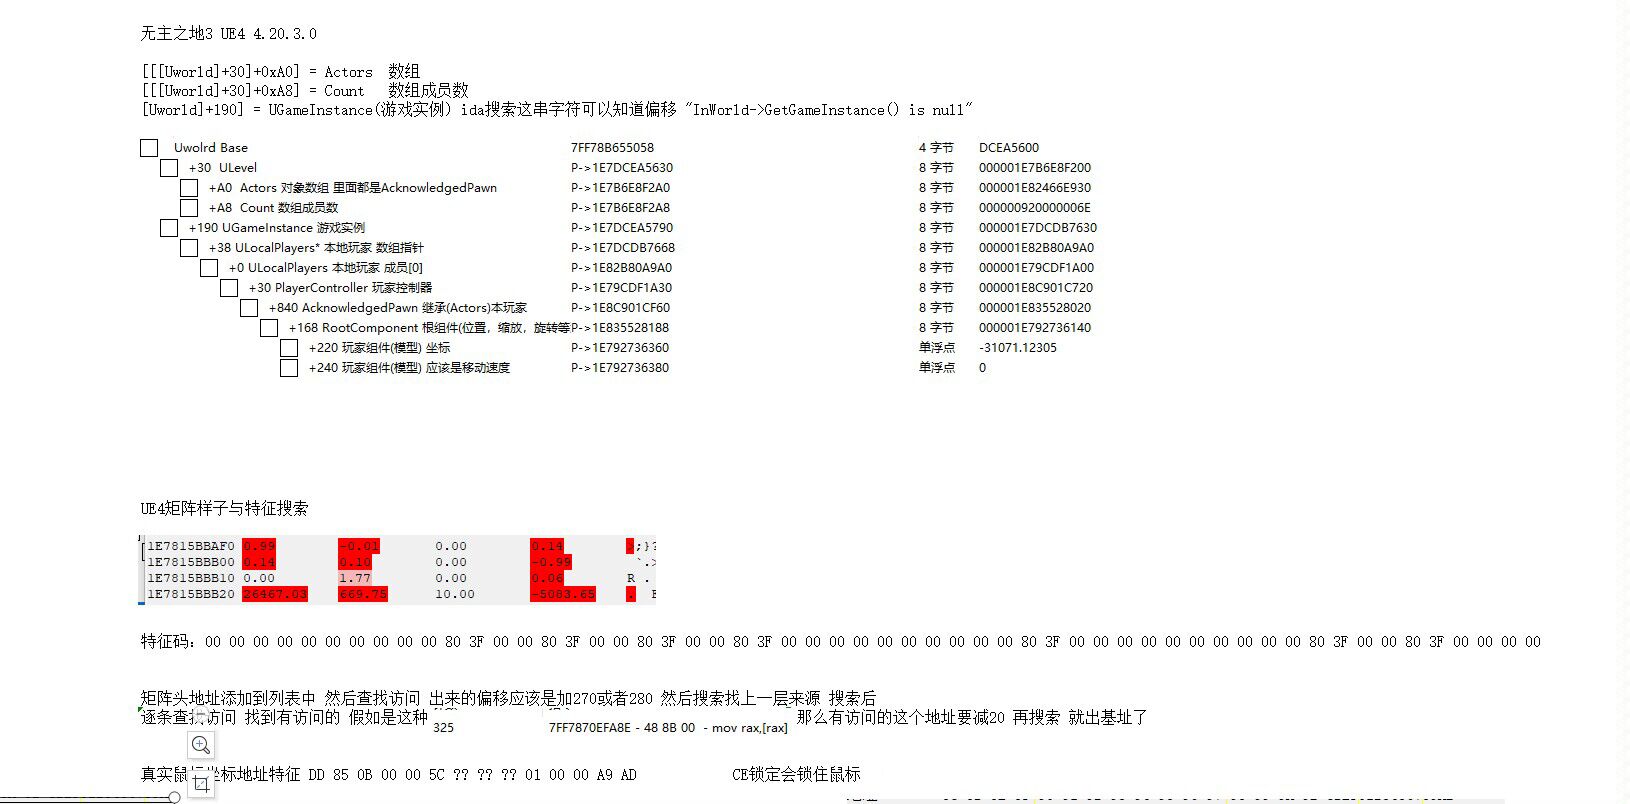 无主之地3 UE4 4.20.3.0
[[[Uworld]+30]+0xA0] = Actors 数组
[[[Uworld]+30]+0xA8] = Count 数组成员数
[Uworld]+190] = UGameInstance(游戏实例) ida搜索这串字符可以知道偏移 "InWorld->GetGameInstance() is null"
Uwolrd Base 7FF78B655058 4 字节 DCEA5600
+30 ULevel P->1E7DCEA5630 8 字节 000001E7B6E8F200
+A0 Actors 对象数组 里面都是AcknowledgedPawn P->1E7B6E8F2A0 8 字节 000001E82466E930
+A8 Count 数组成员数 P->1E7B6E8F2A8 8 字节 000000920000006E
+190 UGameInstance 游戏实例 P->1E7DCEA5790 8 字节 000001E7DCDB7630
+38 ULocalPlayers* 本地玩家 数组指针 P->1E7DCDB7668 8 字节 000001E82B80A9A0
+0 ULocalPlayers 本地玩家 成员[0] P->1E82B80A9A0 8 字节 000001E79CDF1A00
+30 PlayerController 玩家控制器 P->1E79CDF1A30 8 字节 000001E8C901C720
+840 AcknowledgedPawn 继承(Actors)本玩家 P->1E8C901CF60 8 字节 000001E835528020
+168 RootComponent 根组件(位置，缩放，旋转等 P->1E835528188 8 字节 000001E792736140
+220 玩家组件(模型) 坐标 P->1E792736360 单浮点 -31071.12305
+240 玩家组件(模型) 应该是移动速度 P->1E792736380 单浮点 0
UE4矩阵样子与特征搜索
1E7815BBAF0 0.99 -0.01 0.00 0.14
1E7815BBB00 0.14 0.10 0.00 -0.99
1E7815BBB10 0.00 1.77 0.00 0.06 R .
1E7815BBB20 26467.03 669.75 10.00 -5083.65
特征码: 00 00 00 00 00 00 00 00 00 00 80 3F 00 00 80 3F 00 00 80 3F 00 00 80 3F 00 00 00 00 00 00 00 00 00 00 80 3F 00 00 00 00 00 00 00 00 00 00 80 3F 00 00 80 3F 00 00 00 00
矩阵头地址添加到列表中 然后查找访问 出来的偏移应该是加270或者280 然后搜索找上一层来源 搜索后
逐条查找访问 找到有访问的 假如是这种 325 7FF7870EFA8E - 48 8B 00 - mov rax,[rax] 那么有访问的这个地址要减20 再搜索 就出基址了
真实鼠标坐标地址特征 DD 85 0B 00 00 5C ?? ?? ?? 01 00 00 A9 AD CE锁定会锁住鼠标